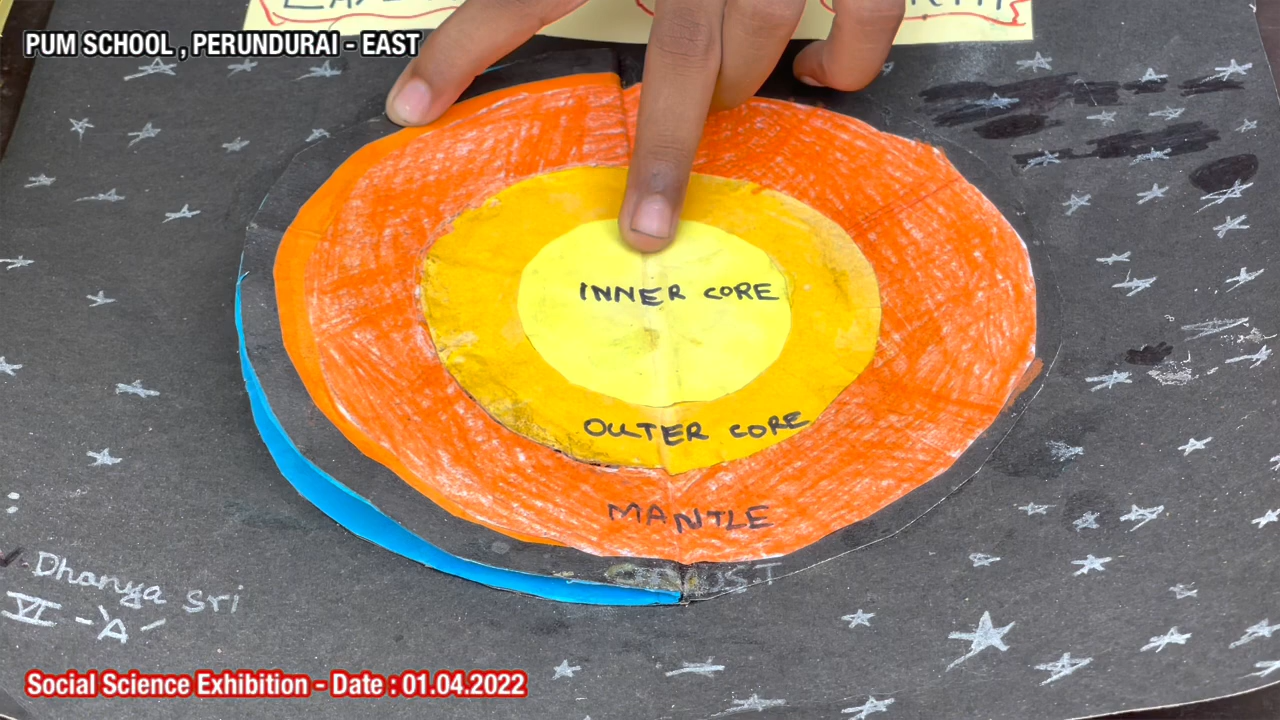 PUM SCHOOL , PERUNDURAI - EAST
INNER CORE
OUTER CORE
MANTLE
Dhanya Sri
VI - 'A' -
Social Science Exhibition - Date : 01.04.2022